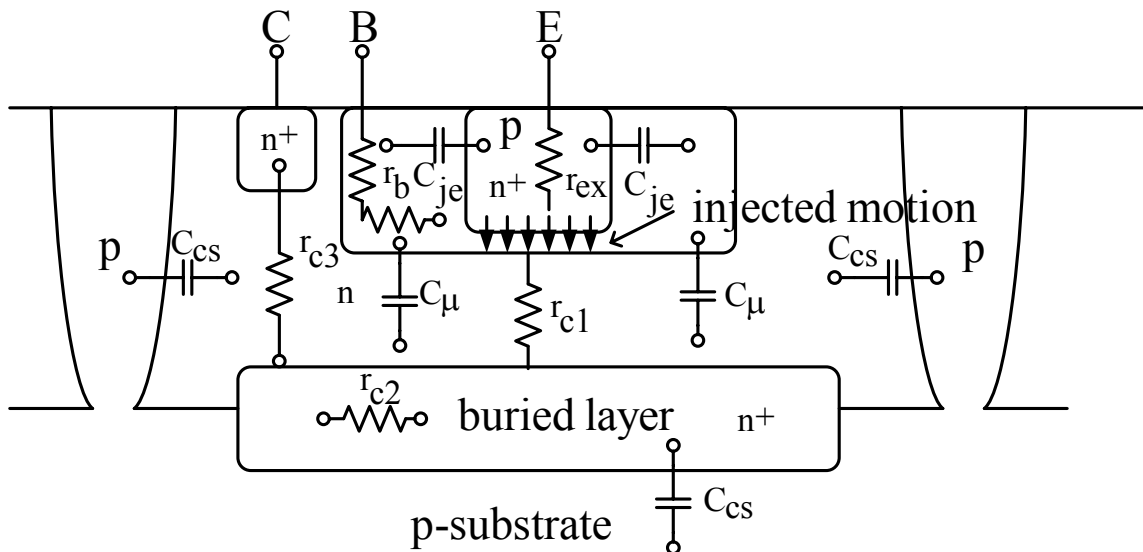 C B E
n+ p
r_b C_je n+ r_ex C_je injected motion
p C_cs r_c3 C_cs p
n C_μ r_c1 C_μ
r_c2
buried layer n+
C_cs
p-substrate